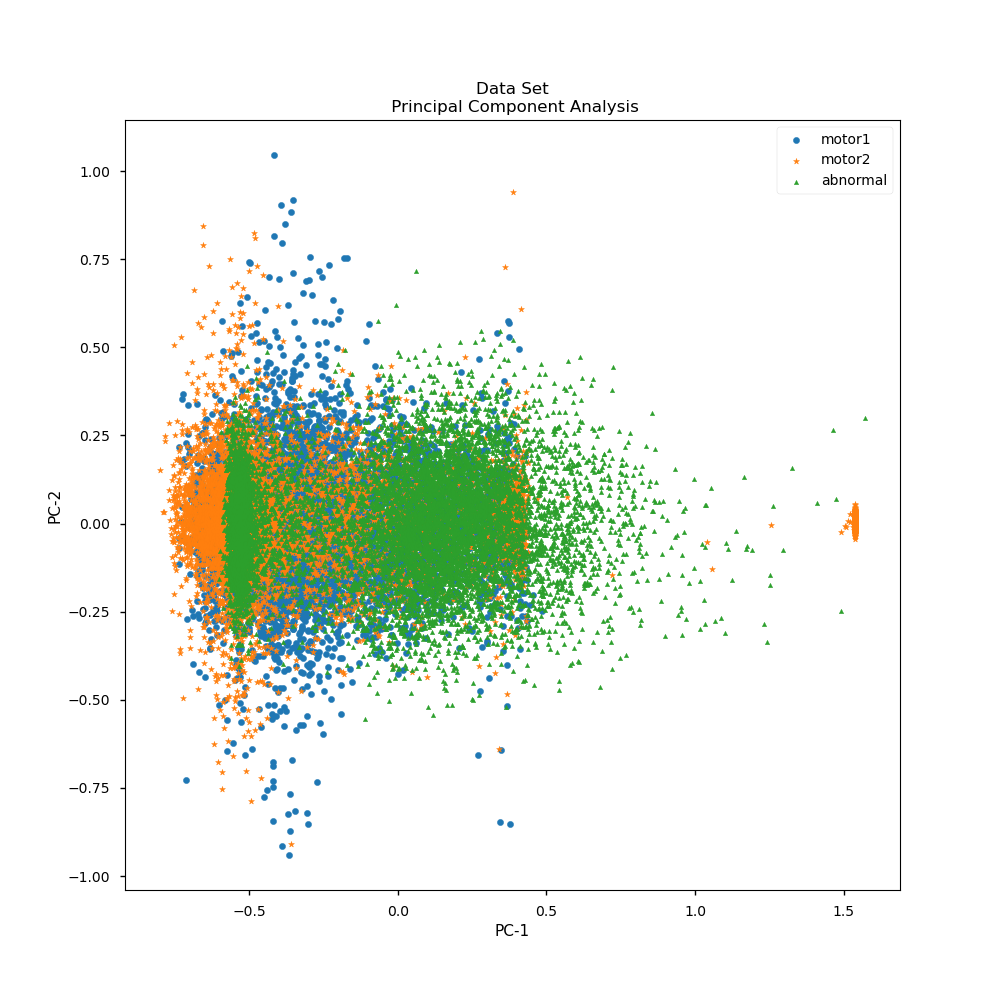 Data Set
Principal Component Analysis
motor1
motor2
abnormal
1.00
0.75
0.50
0.25
0.00
−0.25
−0.50
−0.75
−1.00
PC-2
−0.5
0.0
0.5
1.0
1.5
PC-1